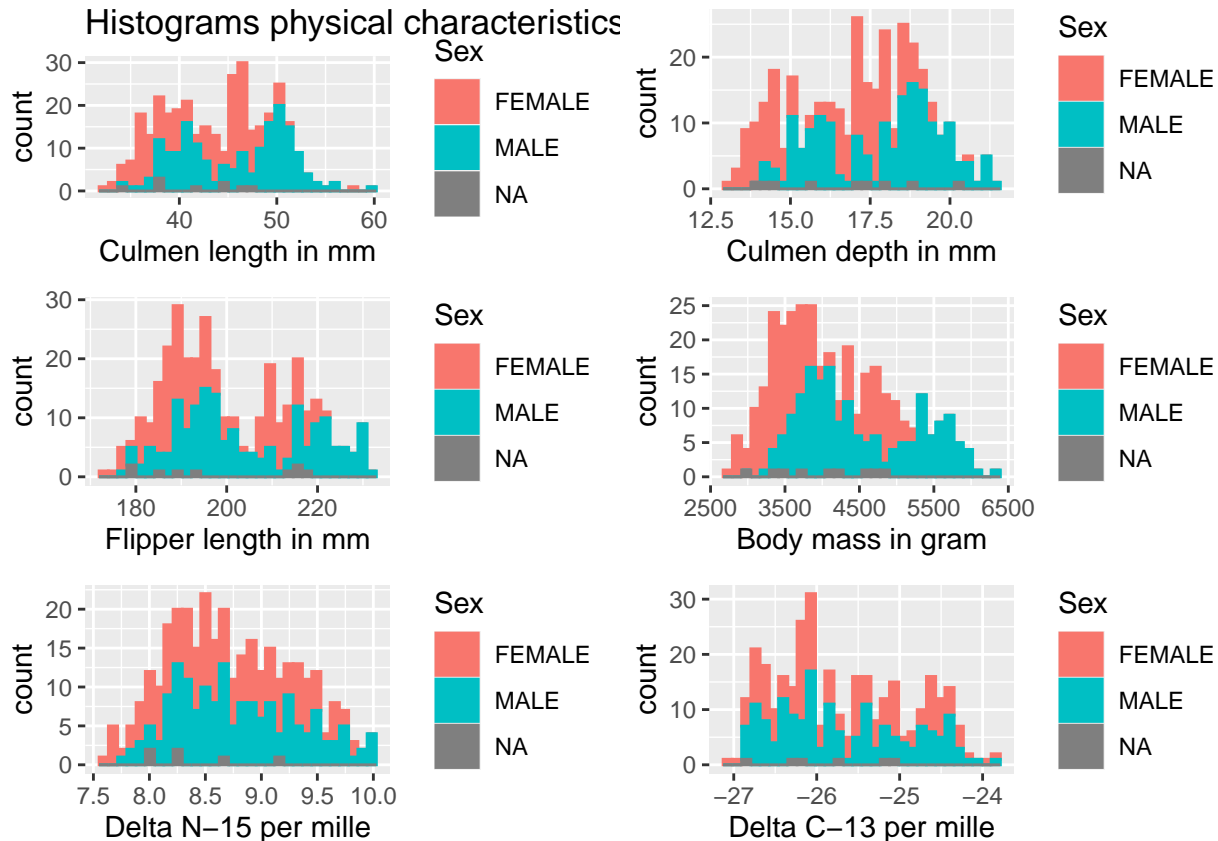 Histograms physical characteristics
count
30
20
10
0
40 50 60
Culmen length in mm
Sex
FEMALE
MALE
NA
count
20
10
0
12.5 15.0 17.5 20.0
Culmen depth in mm
Sex
FEMALE
MALE
NA
count
30
20
10
0
180 200 220
Flipper length in mm
Sex
FEMALE
MALE
NA
count
25
20
15
10
5
0
2500 3500 4500 5500 6500
Body mass in gram
Sex
FEMALE
MALE
NA
count
20
15
10
5
0
7.5 8.0 8.5 9.0 9.5 10.0
Delta N−15 per mille
Sex
FEMALE
MALE
NA
count
30
20
10
0
−27 −26 −25 −24
Delta C−13 per mille
Sex
FEMALE
MALE
NA